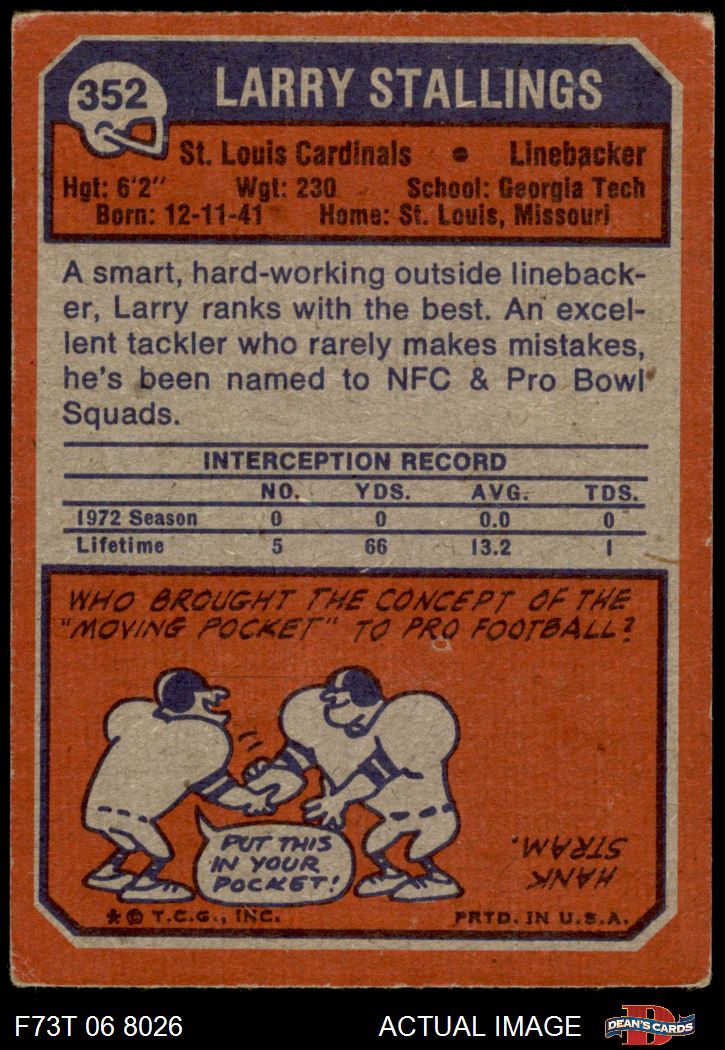 352
LARRY STALLINGS
St. Louis Cardinals • Linebacker
Hgt: 6'2" Wgt: 230 School: Georgia Tech
Born: 12-11-41 Home: St. Louis, Missouri
A smart, hard-working outside lineback-
er, Larry ranks with the best. An excel-
lent tackler who rarely makes mistakes,
he's been named to NFC & Pro Bowl
Squads.
INTERCEPTION RECORD
NO. YDS. AVG. TDS.
1972 Season 0 0 0.0 0
Lifetime 5 66 13.2 1
WHO BROUGHT THE CONCEPT OF THE
"MOVING POCKET" TO PRO FOOTBALL?
PUT THIS
IN YOUR
POCKET!
HANK
STRAM.
★ © T.C.G., INC. PRTD. IN U.S.A.
F73T 06 8026 ACTUAL IMAGE
D
DEAN'S CARDS